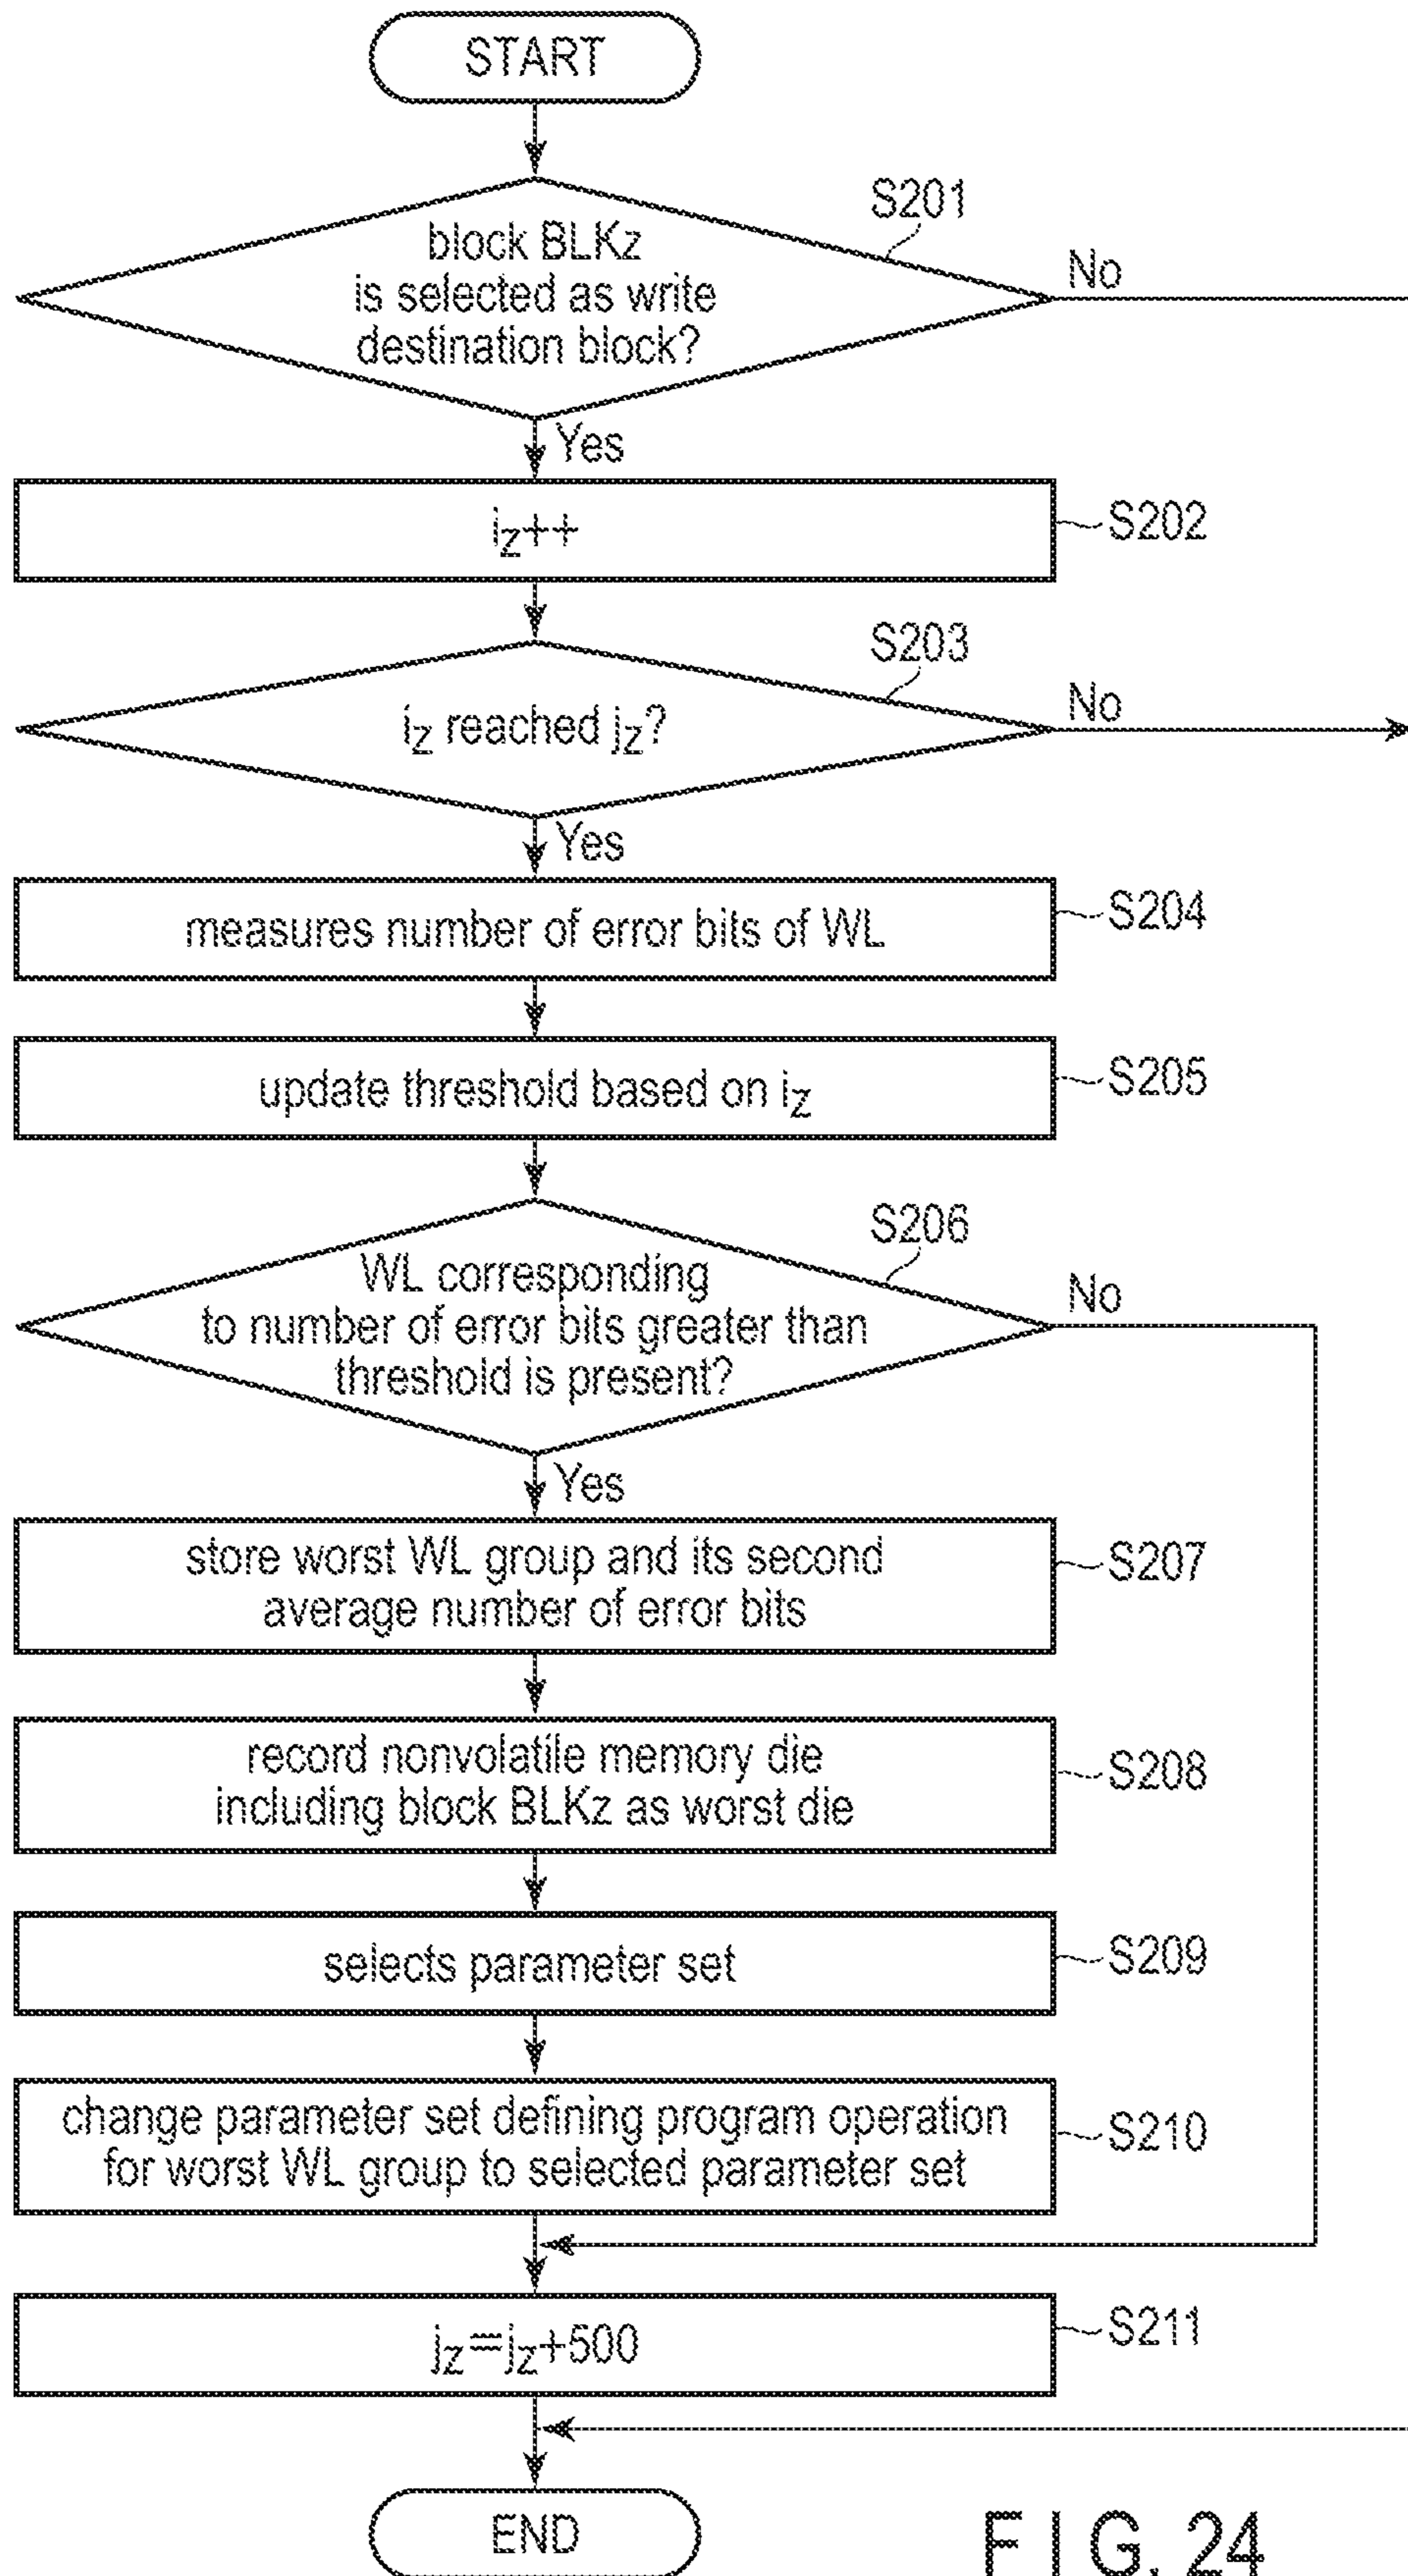 START
S201
block BLKz
is selected as write
destination block?
No
Yes
iz++
S202
S203
iz reached jz?
No
Yes
measures number of error bits of WL
S204
update threshold based on iz
S205
S206
WL corresponding
to number of error bits greater than
threshold is present?
No
Yes
store worst WL group and its second
average number of error bits
S207
record nonvolatile memory die
including block BLKz as worst die
S208
selects parameter set
S209
change parameter set defining program operation
for worst WL group to selected parameter set
S210
jz=jz+500
S211
END
FIG. 24